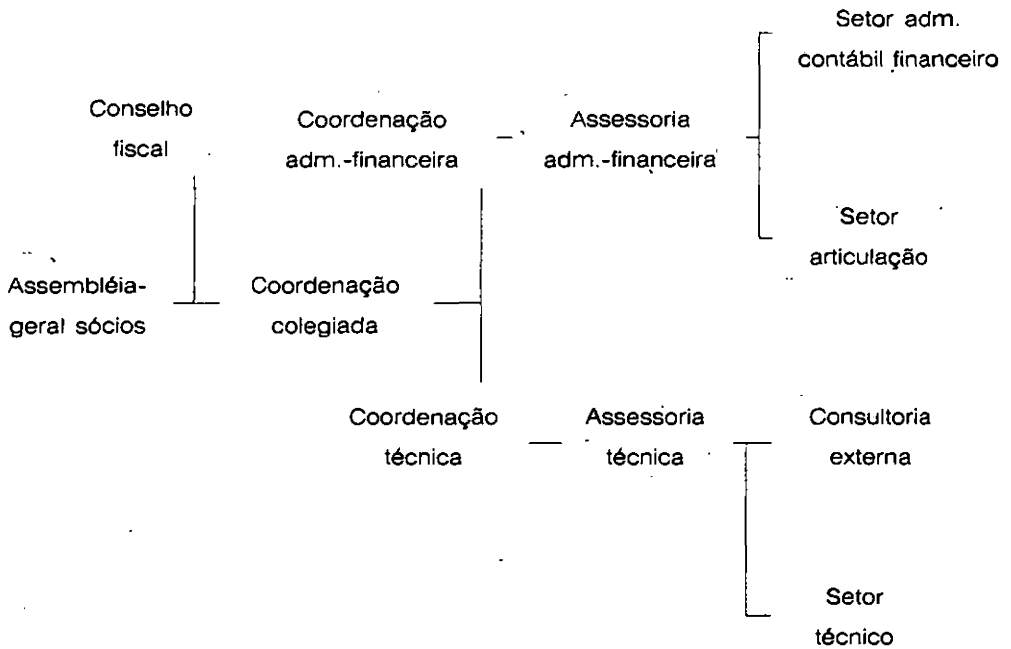 Setor adm.
contábil financeiro
Conselho
fiscal
Coordenação
adm.-financeira
Assessoria
adm.-financeira
Setor
articulação
Assembléia-
geral sócios
Coordenação
colegiada
Coordenação
técnica
Assessoria
técnica
Consultoria
externa
Setor
técnico